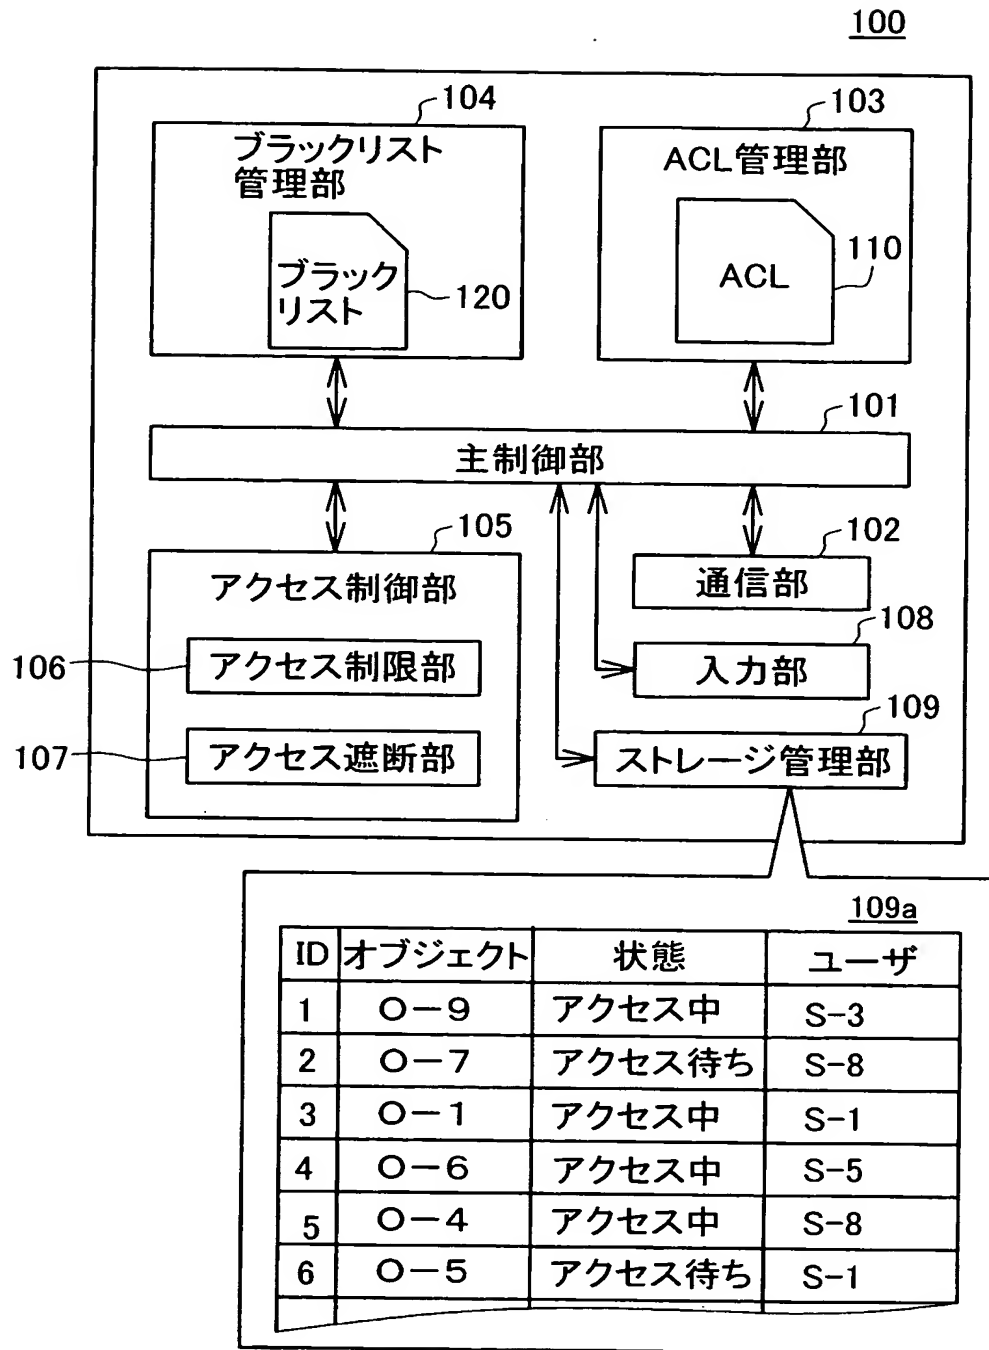 100
104
ブラックリスト
管理部
ブラック
リスト
120
103
ACL管理部
ACL
110
101
主制御部
105
アクセス制御部
106
アクセス制限部
107
アクセス遮断部
102
通信部
108
入力部
109
ストレージ管理部
109a
ID オブジェクト 状態 ユーザ
1 O－9 アクセス中 S-3
2 O－7 アクセス待ち S-8
3 O－1 アクセス中 S-1
4 O－6 アクセス中 S-5
5 O－4 アクセス中 S-8
6 O－5 アクセス待ち S-1